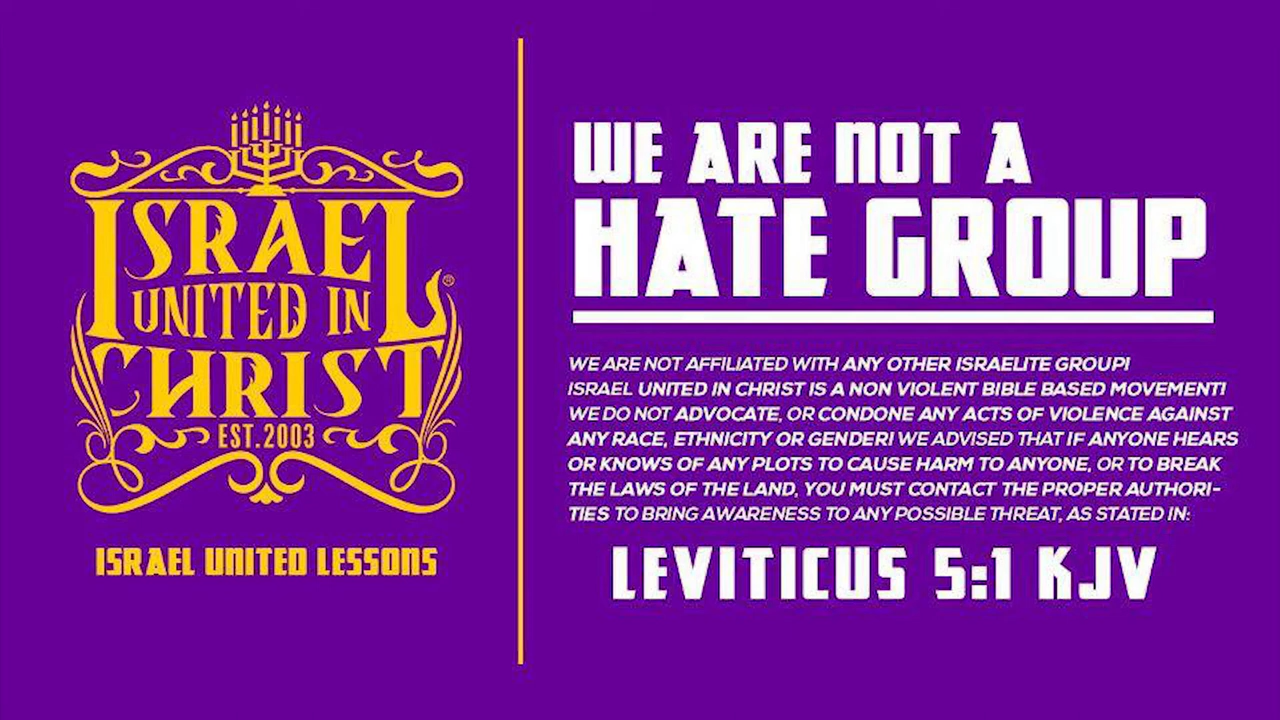 ISRAEL
UNITED IN
CHRIST
®
EST. 2003
ISRAEL UNITED LESSONS
WE ARE NOT A
HATE GROUP
WE ARE NOT AFFILIATED WITH ANY OTHER ISRAELITE GROUP!
ISRAEL UNITED IN CHRIST IS A NON VIOLENT BIBLE BASED MOVEMENT!
WE DO NOT ADVOCATE, OR CONDONE ANY ACTS OF VIOLENCE AGAINST
ANY RACE, ETHNICITY OR GENDER! WE ADVISED THAT IF ANYONE HEARS
OR KNOWS OF ANY PLOTS TO CAUSE HARM TO ANYONE, OR TO BREAK
THE LAWS OF THE LAND, YOU MUST CONTACT THE PROPER AUTHORI-
TIES TO BRING AWARENESS TO ANY POSSIBLE THREAT, AS STATED IN:
LEVITICUS 5:1 KJV